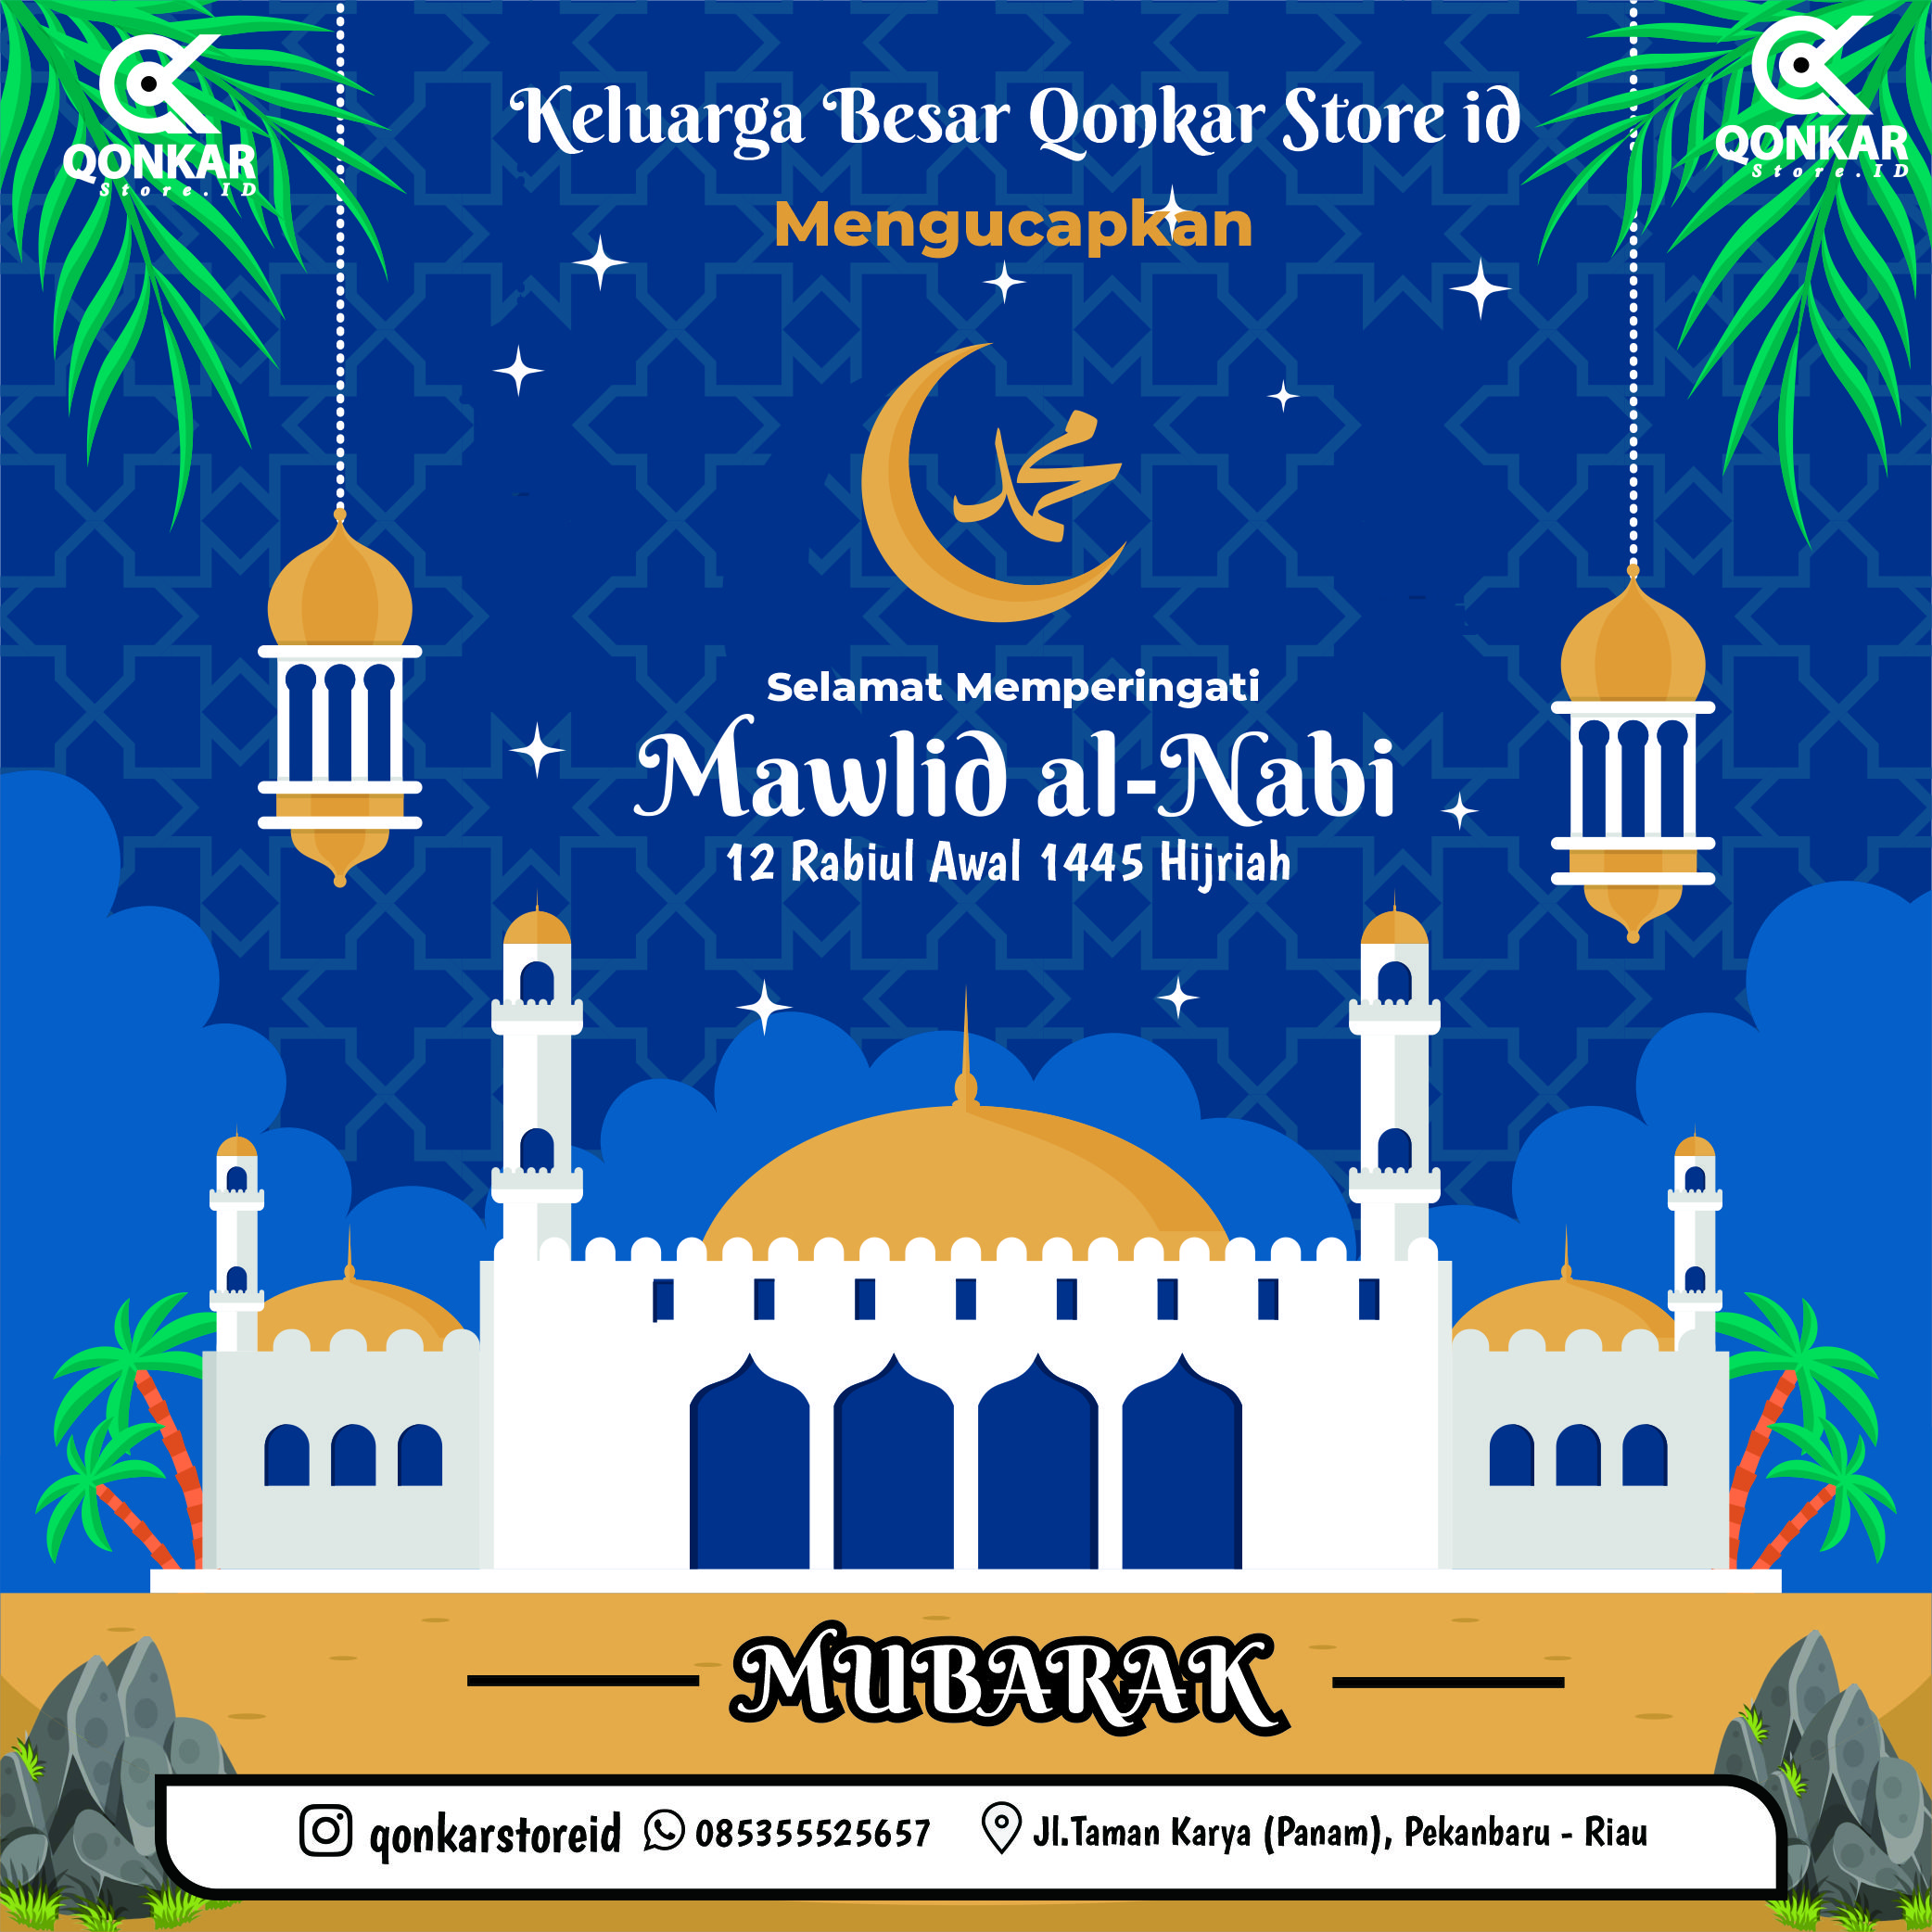 QONKAR
Store.ID
QONKAR
Store.ID
Keluarga Besar Qonkar Store id
Mengucapkan
محمد
Selamat Memperingati
Mawlid al-Nabi
12 Rabiul Awal 1445 Hijriah
MUBARAK
qonkarstoreid 085355525657 Jl.Taman Karya (Panam), Pekanbaru - Riau